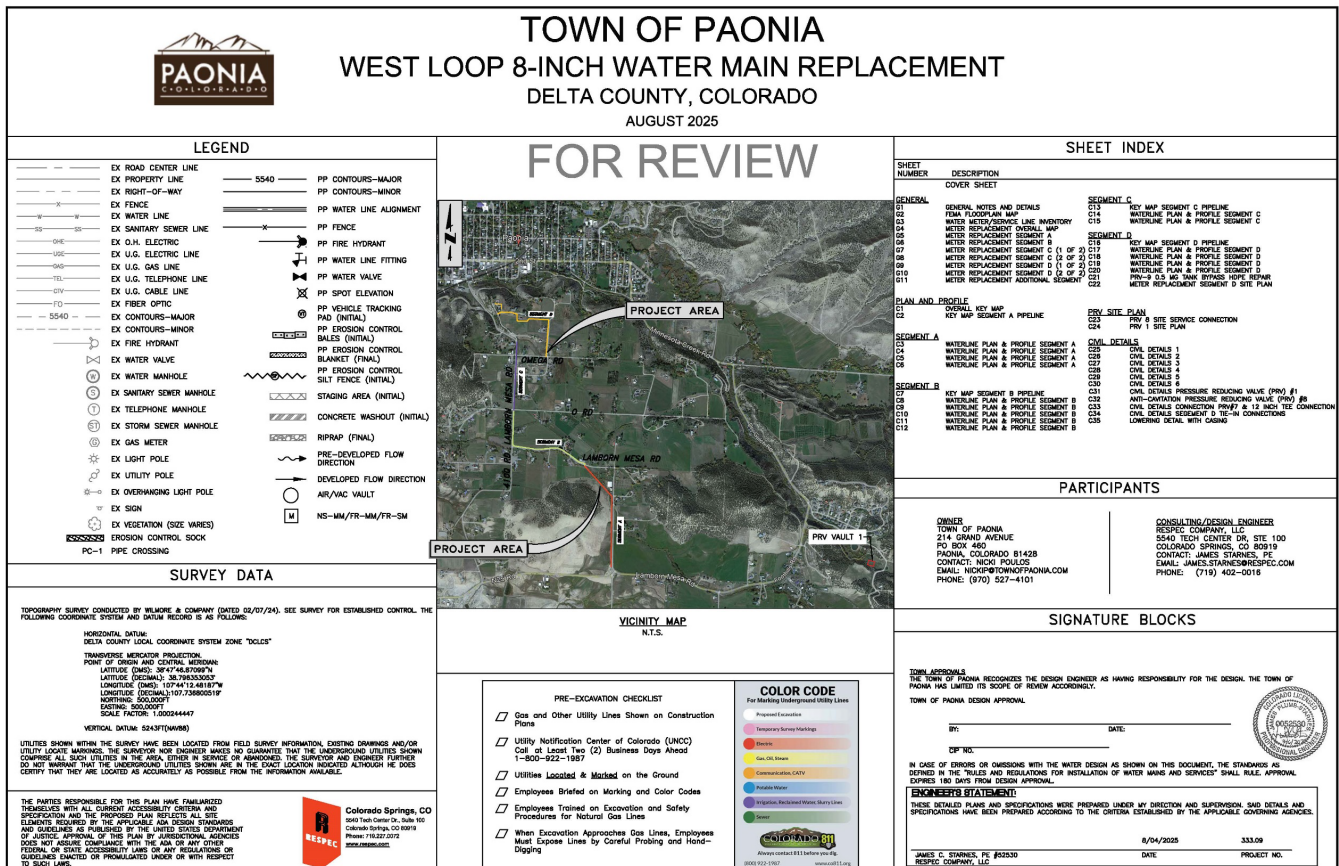 TOWN OF PAONIA
WEST LOOP 8-INCH WATER MAIN REPLACEMENT
DELTA COUNTY, COLORADO
AUGUST 2025
PAONIA
C•O•L•O•R•A•D•O
LEGEND
EX ROAD CENTER LINE
EX PROPERTY LINE
EX RIGHT-OF-WAY
X EX FENCE
W W EX WATER LINE
SS SS EX SANITARY SEWER LINE
OHE EX O.H. ELECTRIC
UGE EX U.G. ELECTRIC LINE
GAS EX U.G. GAS LINE
TEL EX U.G. TELEPHONE LINE
CTV EX U.G. CABLE LINE
FO EX FIBER OPTIC
5540 EX CONTOURS-MAJOR
EX CONTOURS-MINOR
EX FIRE HYDRANT
EX WATER VALVE
W EX WATER MANHOLE
S EX SANITARY SEWER MANHOLE
T EX TELEPHONE MANHOLE
ST EX STORM SEWER MANHOLE
G EX GAS METER
EX LIGHT POLE
EX UTILITY POLE
EX OVERHANGING LIGHT POLE
EX SIGN
EX VEGETATION (SIZE VARIES)
EROSION CONTROL SOCK
PC-1 PIPE CROSSING
5540 PP CONTOURS-MAJOR
PP CONTOURS-MINOR
PP WATER LINE ALIGNMENT
X PP FENCE
PP FIRE HYDRANT
PP WATER LINE FITTING
PP WATER VALVE
PP SPOT ELEVATION
PP VEHICLE TRACKING
PAD (INITIAL)
PP EROSION CONTROL
BALES (INITIAL)
PP EROSION CONTROL
BLANKET (FINAL)
PP EROSION CONTROL
SILT FENCE (INITIAL)
STAGING AREA (INITIAL)
CONCRETE WASHOUT (INITIAL)
RIPRAP (FINAL)
PRE-DEVELOPED FLOW
DIRECTION
DEVELOPED FLOW DIRECTION
AIR/VAC VAULT
M NS-MM/FR-MM/FR-SM
SURVEY DATA
TOPOGRAPHY SURVEY CONDUCTED BY WILMORE & COMPANY (DATED 02/07/24). SEE SURVEY FOR ESTABLISHED CONTROL. THE
FOLLOWING COORDINATE SYSTEM AND DATUM RECORD IS AS FOLLOWS:
HORIZONTAL DATUM:
DELTA COUNTY LOCAL COORDINATE SYSTEM ZONE "DCLCS"
TRANSVERSE MERCATOR PROJECTION.
POINT OF ORIGIN AND CENTRAL MERIDIAN:
LATITUDE (DMS): 38°47'46.87099"N
LATITUDE (DECIMAL): 38.796353053°
LONGITUDE (DMS): 107°44'12.48187"W
LONGITUDE (DECIMAL):107.736800519°
NORTHING: 500,000FT
EASTING: 500,000FT
SCALE FACTOR: 1.000244447
VERTICAL DATUM: 5243FT(NAV88)
UTILITIES SHOWN WITHIN THE SURVEY HAVE BEEN LOCATED FROM FIELD SURVEY INFORMATION, EXISTING DRAWINGS AND/OR
UTILITY LOCATE MARKINGS. THE SURVEYOR NOR ENGINEER MAKES NO GUARANTEE THAT THE UNDERGROUND UTILITIES SHOWN
COMPRISE ALL SUCH UTILITIES IN THE AREA, EITHER IN SERVICE OR ABANDONED. THE SURVEYOR AND ENGINEER FURTHER
DO NOT WARRANT THAT THE UNDERGROUND UTILITIES SHOWN ARE IN THE EXACT LOCATION INDICATED ALTHOUGH HE DOES
CERTIFY THAT THEY ARE LOCATED AS ACCURATELY AS POSSIBLE FROM THE INFORMATION AVAILABLE.
THE PARTIES RESPONSIBLE FOR THIS PLAN HAVE FAMILIARIZED
THEMSELVES WITH ALL CURRENT ACCESSIBILITY CRITERIA AND
SPECIFICATION AND THE PROPOSED PLAN REFLECTS ALL SITE
ELEMENTS REQUIRED BY THE APPLICABLE ADA DESIGN STANDARDS
AND GUIDELINES AS PUBLISHED BY THE UNITED STATES DEPARTMENT
OF JUSTICE. APPROVAL OF THIS PLAN BY JURISDICTIONAL AGENCIES
DOES NOT ASSURE COMPLIANCE WITH THE ADA OR ANY OTHER
FEDERAL OR STATE ACCESSIBILITY LAWS OR ANY REGULATIONS OR
GUIDELINES ENACTED OR PROMULGATED UNDER OR WITH RESPECT
TO SUCH LAWS.
RESPEC
Colorado Springs, CO
5540 Tech Center Dr., Suite 100
Colorado Springs, CO 80919
Phone: 719.227.0072
www.respec.com
FOR REVIEW
N
Paonia
PROJECT AREA
SEGMENT B
Minnesota Creek Rd
OMEGA RD
SEGMENT C
LAMBORN MESA RD
4150 RD
O RD
SEGMENT D
LAMBORN MESA RD
SEGMENT A
PROJECT AREA
PRV VAULT 1
Lamborn Mesa Rd
VICINITY MAP
N.T.S.
PRE-EXCAVATION CHECKLIST
Gas and Other Utility Lines Shown on Construction
Plans
Utility Notification Center of Colorado (UNCC)
Call at Least Two (2) Business Days Ahead
1-800-922-1987
Utilities Located & Marked on the Ground
Employees Briefed on Marking and Color Codes
Employees Trained on Excavation and Safety
Procedures for Natural Gas Lines
When Excavation Approaches Gas Lines, Employees
Must Expose Lines by Careful Probing and Hand-
Digging
COLOR CODE
For Marking Underground Utility Lines
Proposed Excavation
Temporary Survey Markings
Electric
Gas, Oil, Steam
Communication, CATV
Potable Water
Irrigation, Reclaimed Water, Slurry Lines
Sewer
COLORADO 811
Always contact 811 before you dig.
(800) 922-1987 www.co811.org
SHEET INDEX
SHEET
NUMBER DESCRIPTION
COVER SHEET
GENERAL
G1 GENERAL NOTES AND DETAILS
G2 FEMA FLOODPLAIN MAP
G3 WATER METER/SERVICE LINE INVENTORY
G4 METER REPLACEMENT OVERALL MAP
G5 METER REPLACEMENT SEGMENT A
G6 METER REPLACEMENT SEGMENT B
G7 METER REPLACEMENT SEGMENT C (1 OF 2)
G8 METER REPLACEMENT SEGMENT C (2 OF 2)
G9 METER REPLACEMENT SEGMENT D (1 OF 2)
G10 METER REPLACEMENT SEGMENT D (2 OF 2)
G11 METER REPLACEMENT ADDITIONAL SEGMENT
PLAN AND PROFILE
C1 OVERALL KEY MAP
C2 KEY MAP SEGMENT A PIPELINE
SEGMENT A
C3 WATERLINE PLAN & PROFILE SEGMENT A
C4 WATERLINE PLAN & PROFILE SEGMENT A
C5 WATERLINE PLAN & PROFILE SEGMENT A
C6 WATERLINE PLAN & PROFILE SEGMENT A
SEGMENT B
C7 KEY MAP SEGMENT B PIPELINE
C8 WATERLINE PLAN & PROFILE SEGMENT B
C9 WATERLINE PLAN & PROFILE SEGMENT B
C10 WATERLINE PLAN & PROFILE SEGMENT B
C11 WATERLINE PLAN & PROFILE SEGMENT B
C12 WATERLINE PLAN & PROFILE SEGMENT B
SEGMENT C
C13 KEY MAP SEGMENT C PIPELINE
C14 WATERLINE PLAN & PROFILE SEGMENT C
C15 WATERLINE PLAN & PROFILE SEGMENT C
SEGMENT D
C16 KEY MAP SEGMENT D PIPELINE
C17 WATERLINE PLAN & PROFILE SEGMENT D
C18 WATERLINE PLAN & PROFILE SEGMENT D
C19 WATERLINE PLAN & PROFILE SEGMENT D
C20 WATERLINE PLAN & PROFILE SEGMENT D
C21 PRV-9 0.5 MG TANK BYPASS HDPE REPAIR
C22 METER REPLACEMENT SEGMENT D SITE PLAN
PRV SITE PLAN
C23 PRV 8 SITE SERVICE CONNECTION
C24 PRV 1 SITE PLAN
CIVIL DETAILS
C25 CIVIL DETAILS 1
C26 CIVIL DETAILS 2
C27 CIVIL DETAILS 3
C28 CIVIL DETAILS 4
C29 CIVIL DETAILS 5
C30 CIVIL DETAILS 6
C31 CIVIL DETAILS PRESSURE REDUCING VALVE (PRV) #1
C32 ANTI-CAVITATION PRESSURE REDUCING VALVE (PRV) #8
C33 CIVIL DETAILS CONNECTION PRV#7 & 12 INCH TEE CONNECTION
C34 CIVIL DETAILS SEGEMENT D TIE-IN CONNECTIONS
C35 LOWERING DETAIL WITH CASING
PARTICIPANTS
OWNER
TOWN OF PAONIA
214 GRAND AVENUE
PO BOX 460
PAONIA, COLORADO 81428
CONTACT: NICKI POULOS
EMAIL: NICKIP@TOWNOFPAONIA.COM
PHONE: (970) 527-4101
CONSULTING/DESIGN ENGINEER
RESPEC COMPANY, LLC
5540 TECH CENTER DR, STE 100
COLORADO SPRINGS, CO 80919
CONTACT: JAMES STARNES, PE
EMAIL: JAMES.STARNES@RESPEC.COM
PHONE: (719) 402-0016
SIGNATURE BLOCKS
TOWN APPROVALS
THE TOWN OF PAONIA RECOGNIZES THE DESIGN ENGINEER AS HAVING RESPONSIBILITY FOR THE DESIGN. THE TOWN OF
PAONIA HAS LIMITED ITS SCOPE OF REVIEW ACCORDINGLY.
TOWN OF PAONIA DESIGN APPROVAL
BY: DATE:
CIP NO.
COLORADO LICENSED
0052530
PROFESSIONAL ENGINEER
IN CASE OF ERRORS OR OMISSIONS WITH THE WATER DESIGN AS SHOWN ON THIS DOCUMENT, THE STANDARDS AS
DEFINED IN THE "RULES AND REGULATIONS FOR INSTALLATION OF WATER MAINS AND SERVICES" SHALL RULE. APPROVAL
EXPIRES 180 DAYS FROM DESIGN APPROVAL.
ENGINEER'S STATEMENT:
THESE DETAILED PLANS AND SPECIFICATIONS WERE PREPARED UNDER MY DIRECTION AND SUPERVISION. SAID DETAILS AND
SPECIFICATIONS HAVE BEEN PREPARED ACCORDING TO THE CRITERIA ESTABLISHED BY THE APPLICABLE GOVERNING AGENCIES.
8/04/2025 333.09
JAMES C. STARNES, PE #52530 DATE PROJECT NO.
RESPEC COMPANY, LLC